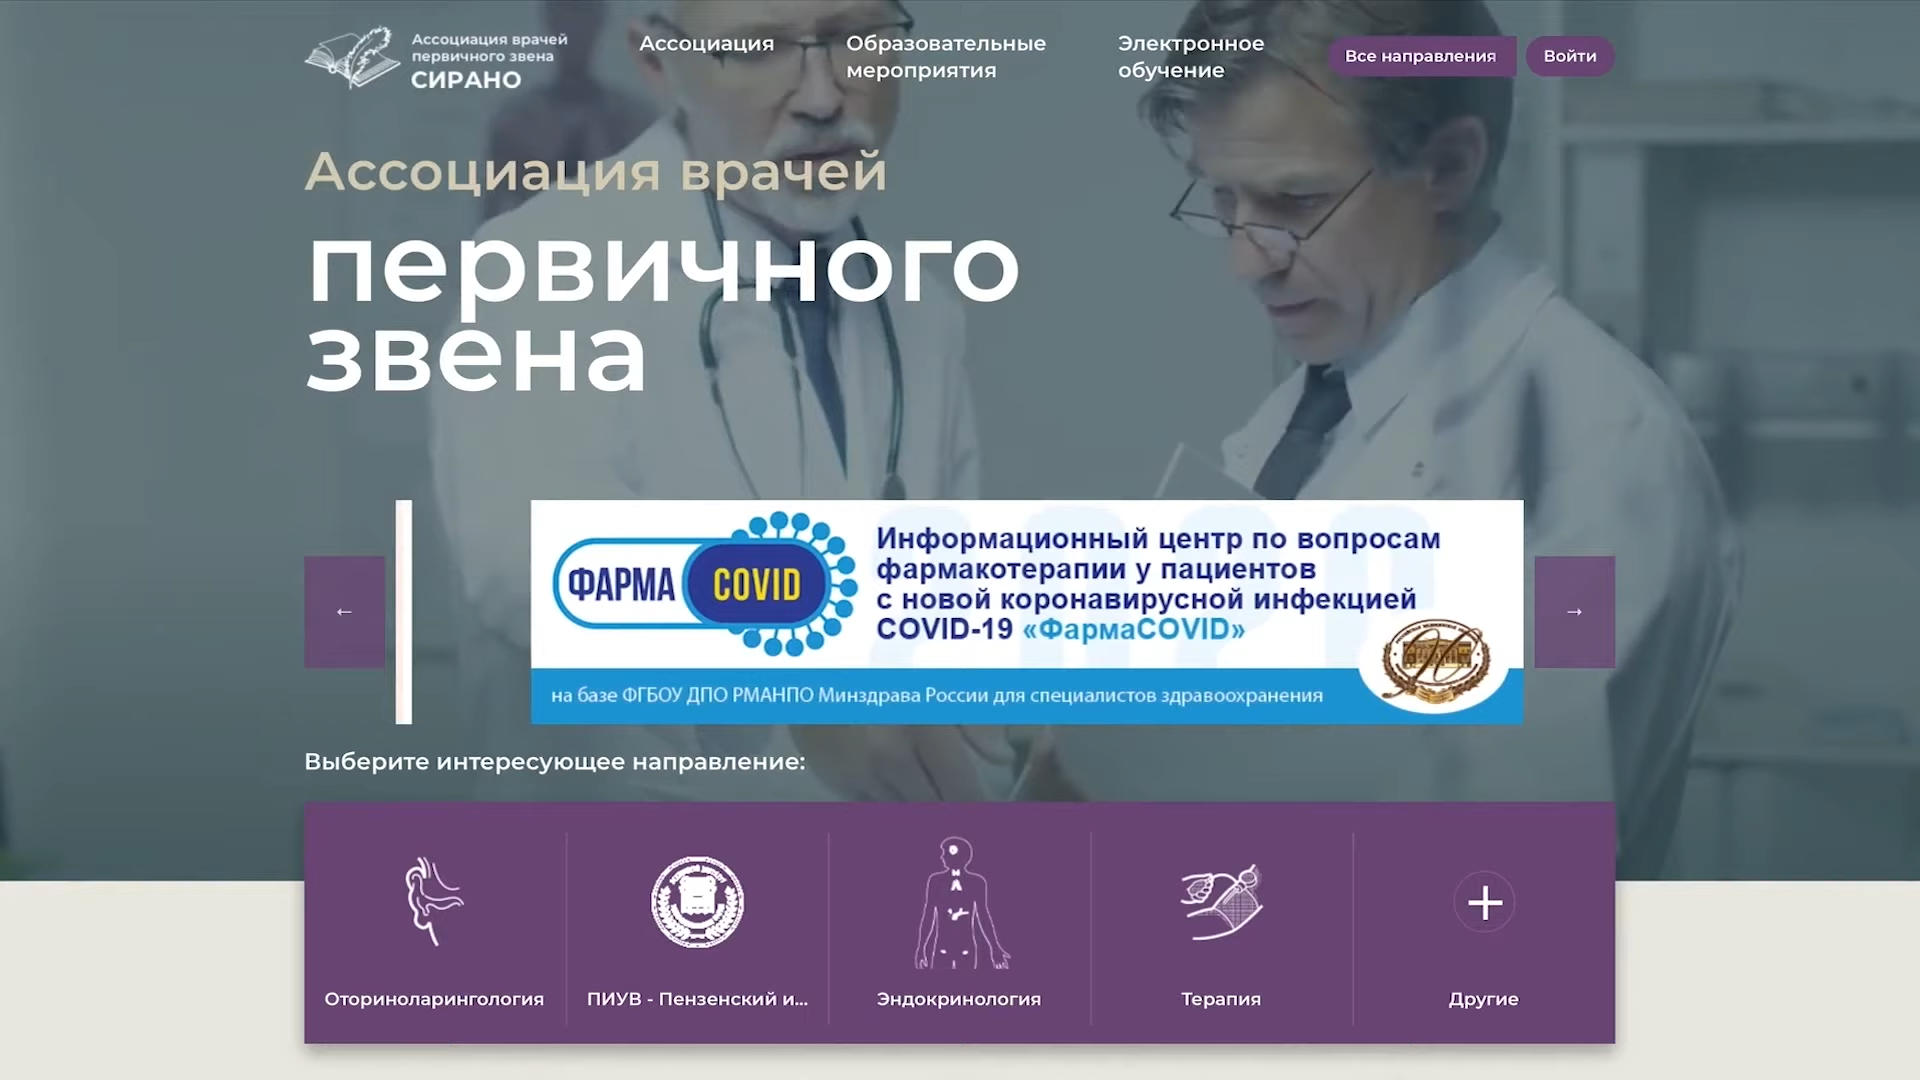 Ассоциация врачей
первичного звена
СИРАНО
Ассоциация
Образовательные
мероприятия
Электронное
обучение
Все направления
Войти
Ассоциация врачей
первичного
звена
←
ФАРМА COVID
Информационный центр по вопросам
фармакотерапии у пациентов
с новой коронавирусной инфекцией
COVID-19 «ФармаCOVID»
на базе ФГБОУ ДПО РМАНПО Минздрава России для специалистов здравоохранения
→
Выберите интересующее направление:
Оториноларингология
ПИУВ - Пензенский и...
Эндокринология
Терапия
Другие